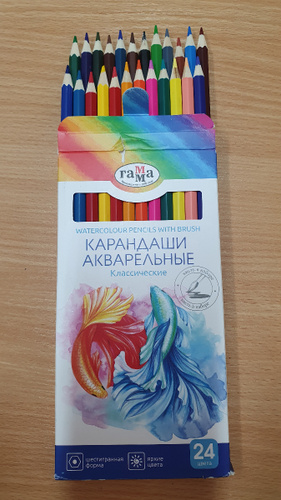 гамма
WATERCOLOUR PENCILS WITH BRUSH
КАРАНДАШИ
АКВАРЕЛЬНЫЕ
Классические
шестигранная
форма
яркие
цвета
24
цвета